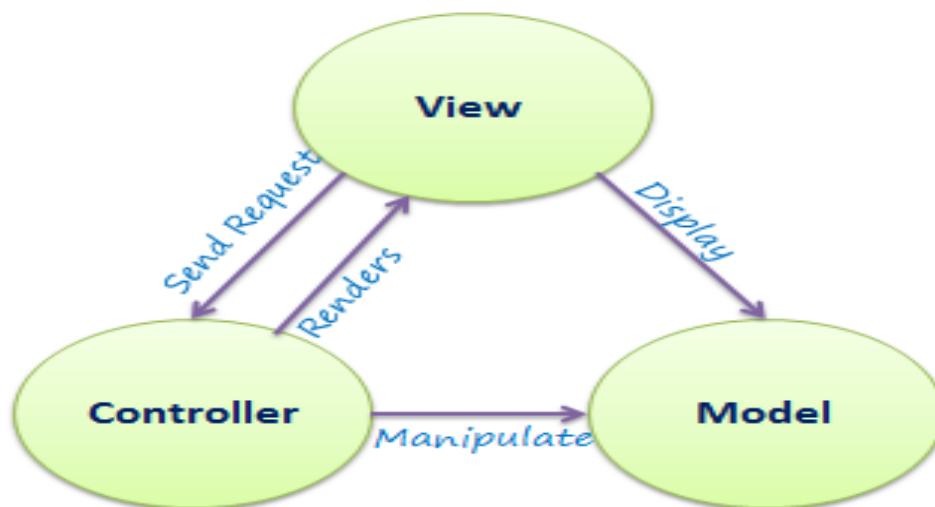 View
Send Request
Display
Renders
Controller
Manipulate
Model